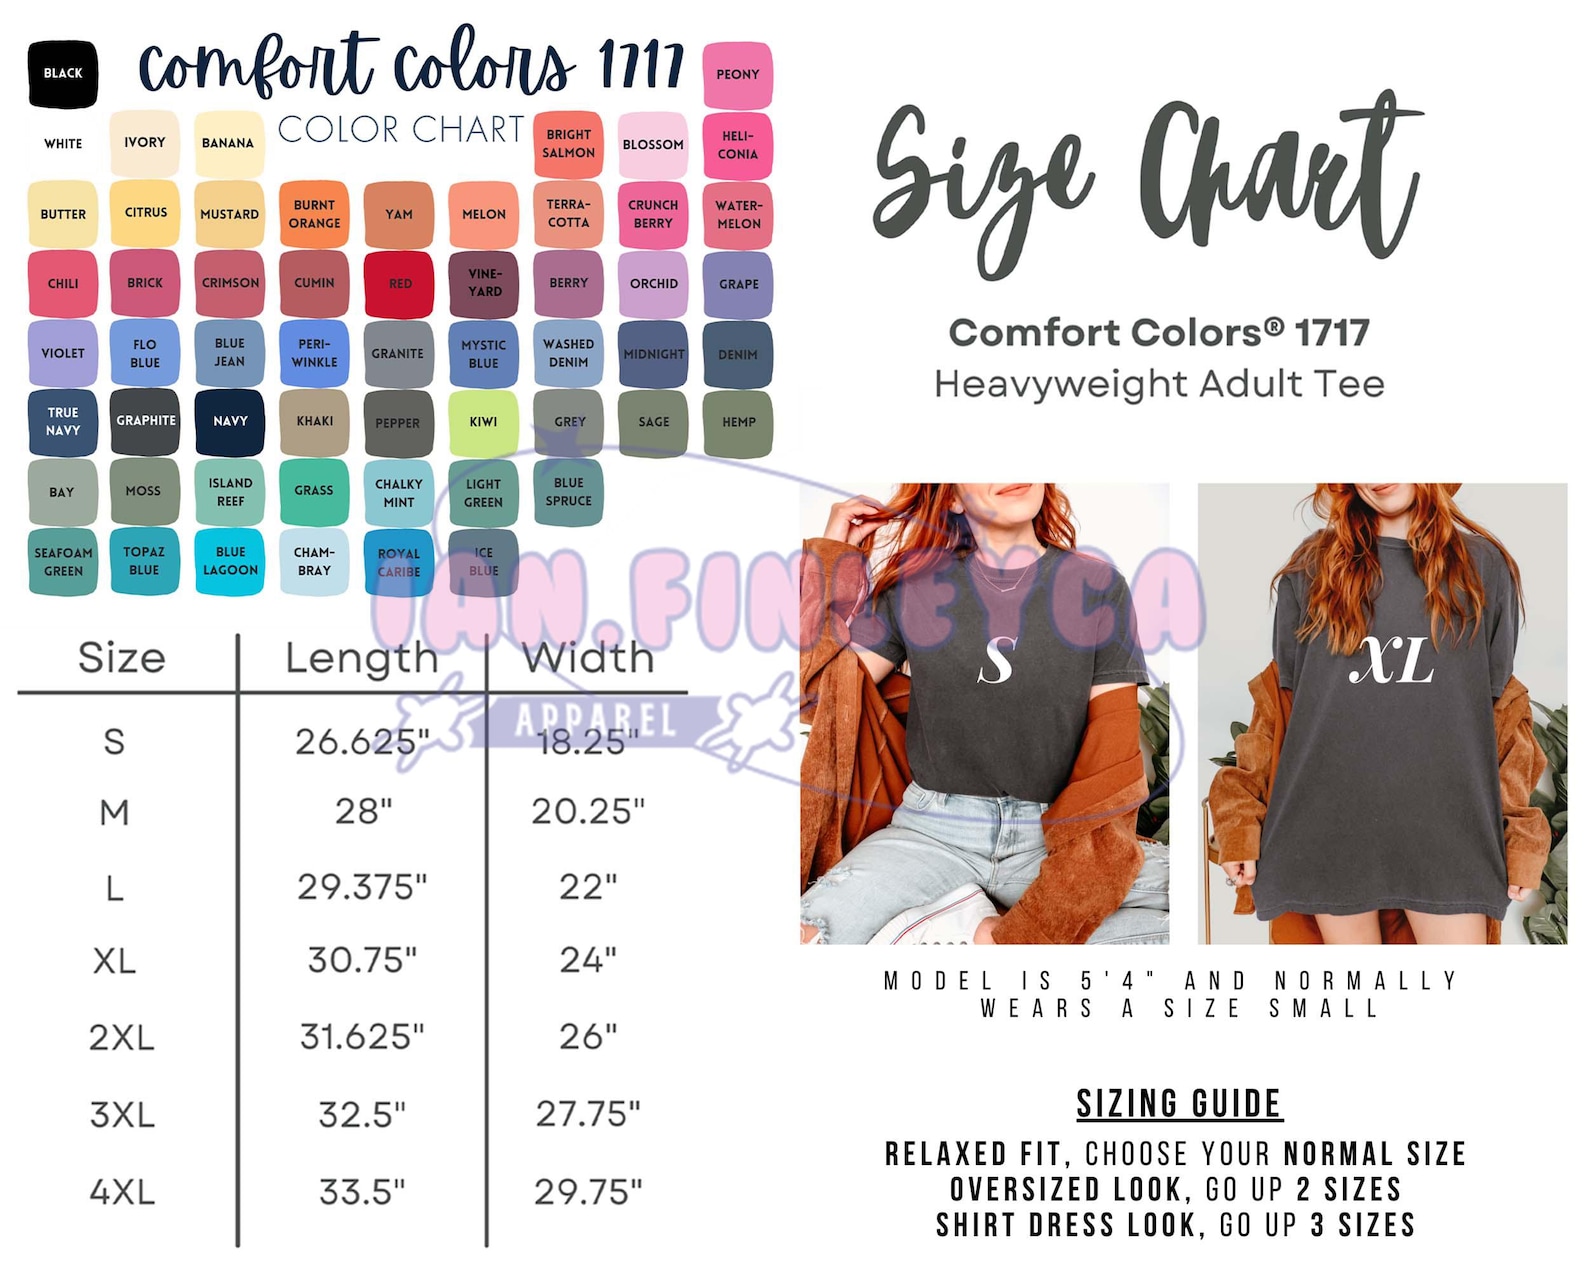 comfort colors 1717
COLOR CHART
BLACK
PEONY
WHITE
IVORY
BANANA
BRIGHT
SALMON
BLOSSOM
HELI-
CONIA
BUTTER
CITRUS
MUSTARD
BURNT
ORANGE
YAM
MELON
TERRA-
COTTA
CRUNCH
BERRY
WATER-
MELON
CHILI
BRICK
CRIMSON
CUMIN
RED
VINE-
YARD
BERRY
ORCHID
GRAPE
VIOLET
FLO
BLUE
BLUE
JEAN
PERI-
WINKLE
GRANITE
MYSTIC
BLUE
WASHED
DENIM
MIDNIGHT
DENIM
TRUE
NAVY
GRAPHITE
NAVY
KHAKI
PEPPER
KIWI
GREY
SAGE
HEMP
BAY
MOSS
ISLAND
REEF
GRASS
CHALKY
MINT
LIGHT
GREEN
BLUE
SPRUCE
SEAFOAM
GREEN
TOPAZ
BLUE
BLUE
LAGOON
CHAM-
BRAY
ROYAL
CARIBE
ICE
BLUE
Size Length Width
S 26.625" 18.25"
M 28" 20.25"
L 29.375" 22"
XL 30.75" 24"
2XL 31.625" 26"
3XL 32.5" 27.75"
4XL 33.5" 29.75"
IAN.FINLEYCA
APPAREL
Size Chart
Comfort Colors® 1717
Heavyweight Adult Tee
S
XL
MODEL IS 5'4" AND NORMALLY
WEARS A SIZE SMALL
SIZING GUIDE
RELAXED FIT, CHOOSE YOUR NORMAL SIZE
OVERSIZED LOOK, GO UP 2 SIZES
SHIRT DRESS LOOK, GO UP 3 SIZES